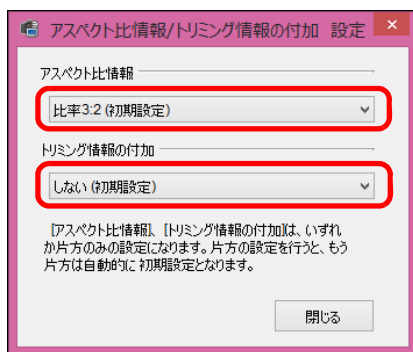 アスペクト比情報/トリミング情報の付加 設定
アスペクト比情報
比率3:2 (初期設定)
トリミング情報の付加
しない (初期設定)
[アスペクト比情報]、[トリミング情報の付加]は、いずれ
か片方のみの設定になります。片方の設定を行うと、もう
片方は自動的に初期設定となります。
閉じる